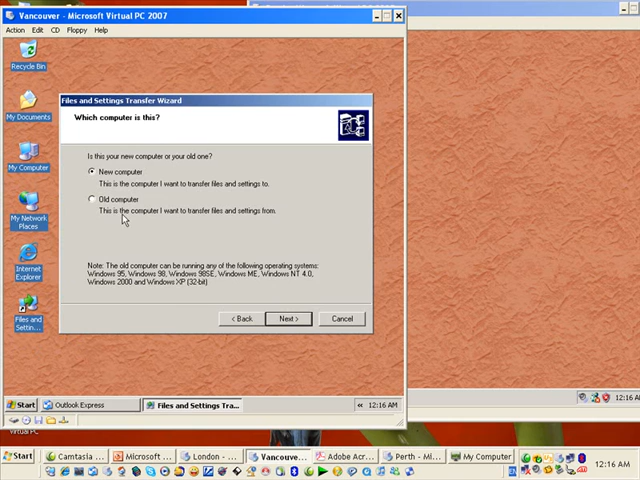 Vancouver - Microsoft Virtual PC 2007
Action Edit CD Floppy Help
Recycle Bin
My Documents
My Computer
My Network
Places
Internet
Explorer
Files and
Settin...
Files and Settings Transfer Wizard
Which computer is this?
Is this your new computer or your old one?
New computer
This is the computer I want to transfer files and settings to.
Old computer
This is the computer I want to transfer files and settings from.
Note: The old computer can be running any of the following operating systems:
Windows 95, Windows 98, Windows 98SE, Windows ME, Windows NT 4.0,
Windows 2000 and Windows XP (32-bit)
< Back Next > Cancel
Start Outlook Express Files and Settings Tra... 12:16 AM
12:16 AM
Virtual PC
Start Camtasia Microsoft ... London - ... Vancouve... Adobe Acr... Perth - Mi... My Computer
12:16 AM